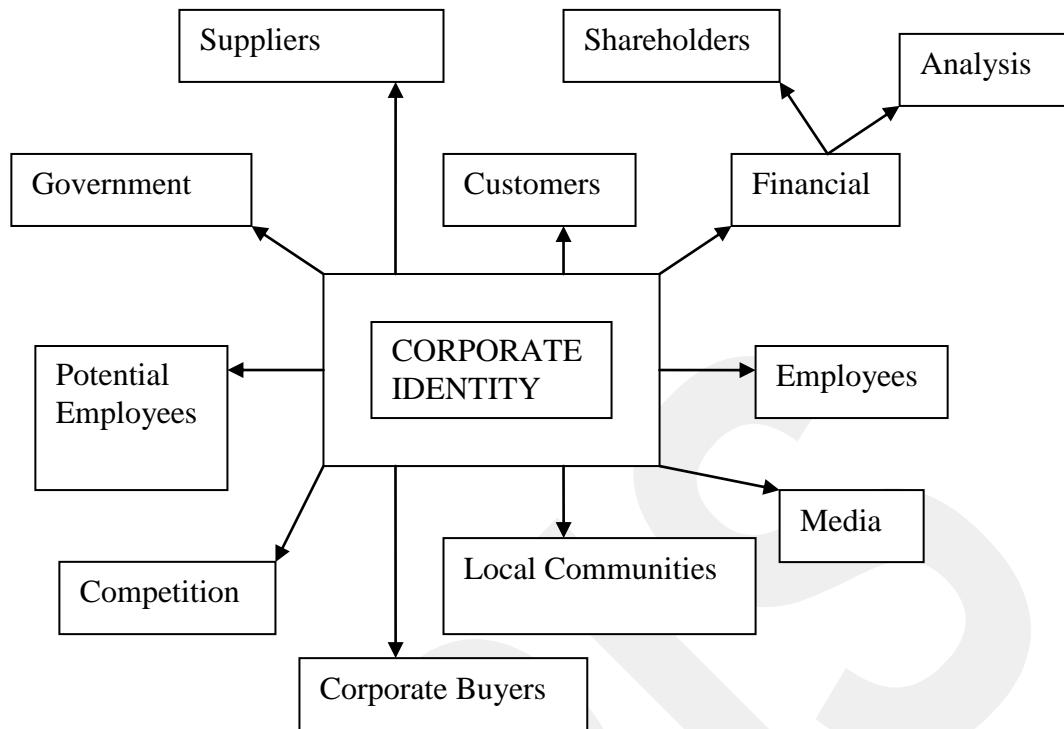 Suppliers
Shareholders
Analysis
Government
Customers
Financial
CORPORATE
IDENTITY
Potential
Employees
Employees
Media
Competition
Local Communities
Corporate Buyers